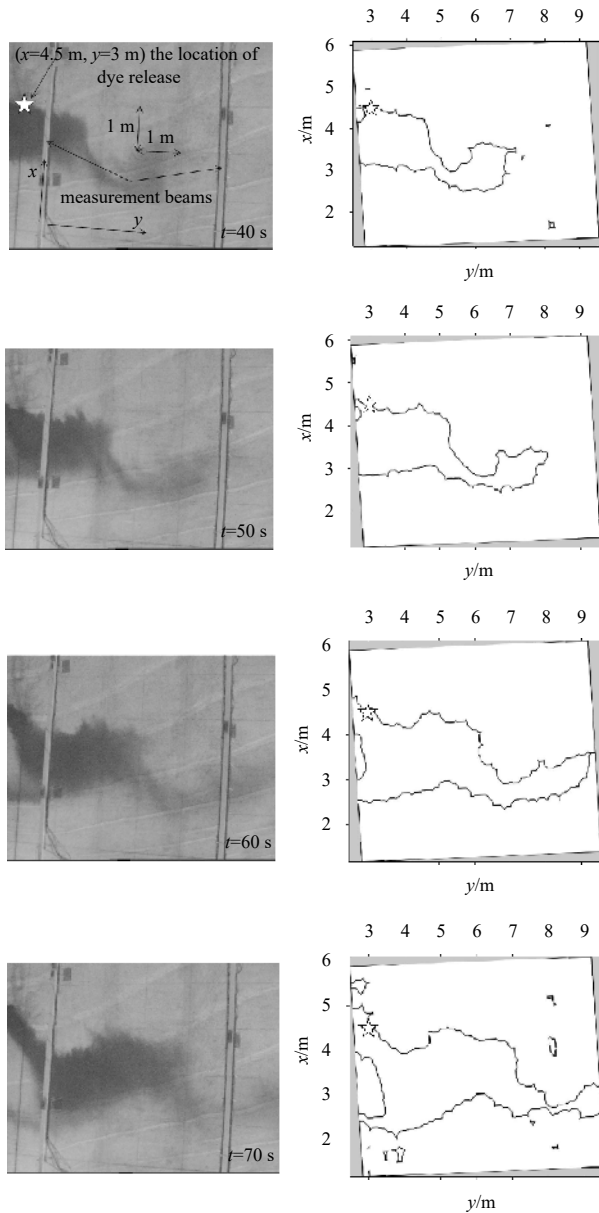 3 4 5 6 7 8 9
(x=4.5 m, y=3 m) the location of
dye release
1 m
1 m
x
measurement beams
y
t=40 s
x/m
6
5
4
3
2
y/m
3 4 5 6 7 8 9
t=50 s
x/m
6
5
4
3
2
y/m
3 4 5 6 7 8 9
t=60 s
x/m
6
5
4
3
2
y/m
3 4 5 6 7 8 9
t=70 s
x/m
6
5
4
3
2
y/m